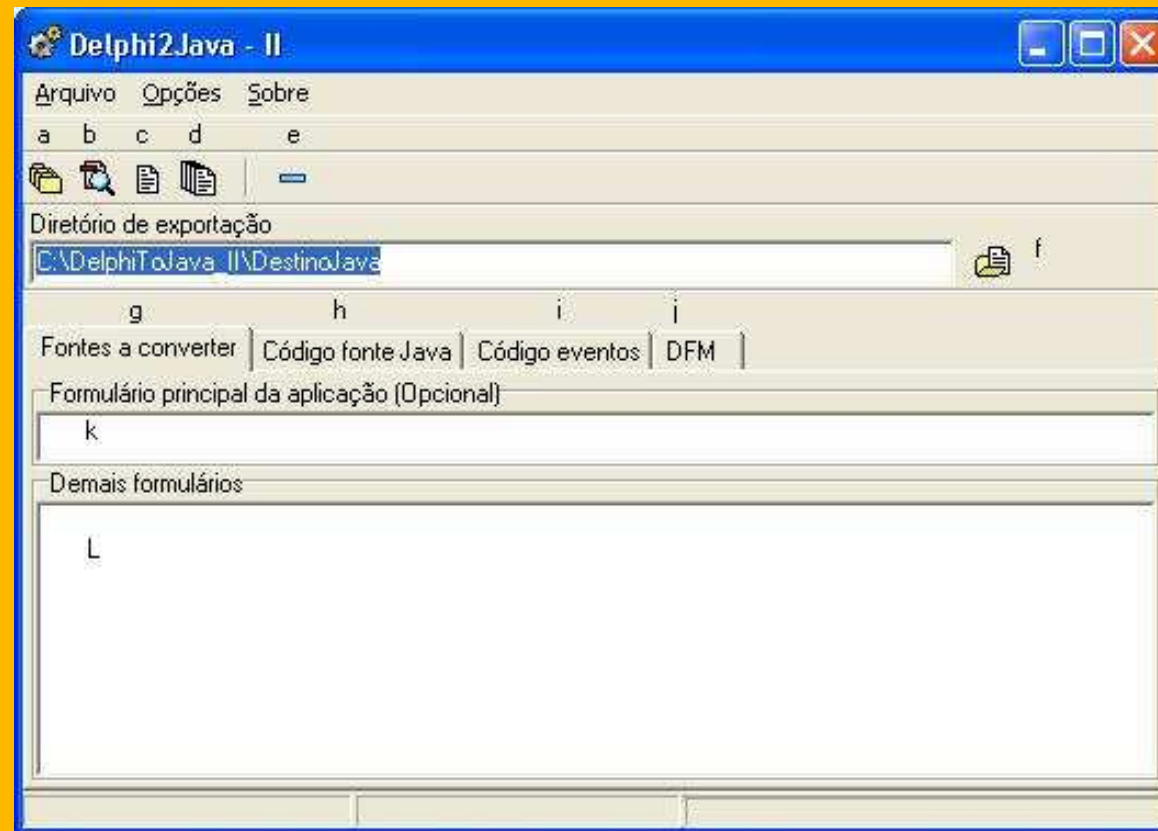 Delphi2Java - II
Arquivo Opções Sobre
a b c d e
Diretório de exportação
C:\DelphiToJava_II\DestinoJava
f
g h i j
Fontes a converter Código fonte Java Código eventos DFM
Formulário principal da aplicação (Opcional)
k
Demais formulários
L